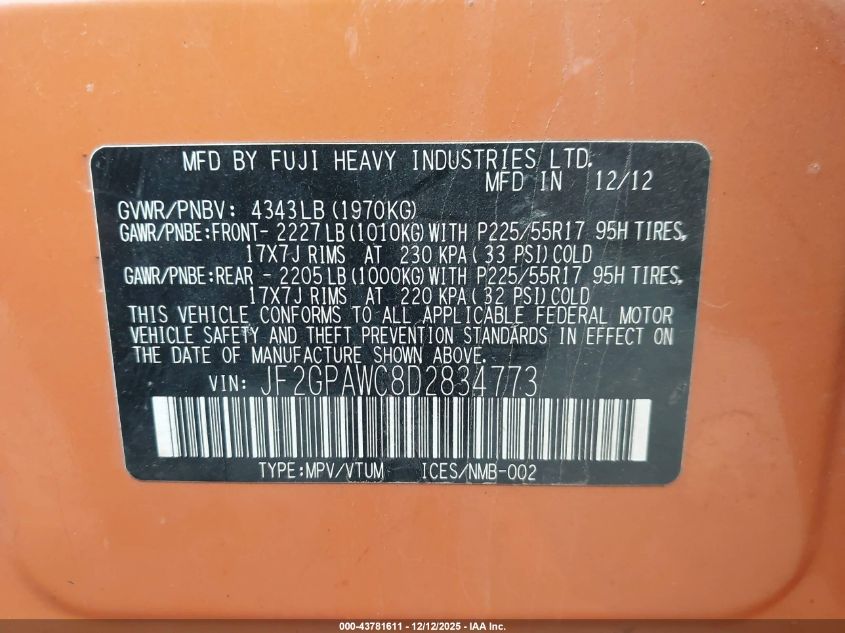 MFD BY FUJI HEAVY INDUSTRIES LTD.
MFD IN 12/12
GVWR/PNBV: 4343LB (1970KG)
GAWR/PNBE:FRONT- 2227LB (1010KG) WITH P225/55R17 95H TIRES,
17X7J RIMS AT 230 KPA ( 33 PSI) COLD
GAWR/PNBE:REAR - 2205LB (1000KG) WITH P225/55R17 95H TIRES,
17X7J RIMS AT 220 KPA ( 32 PSI) COLD
THIS VEHICLE CONFORMS TO ALL APPLICABLE FEDERAL MOTOR
VEHICLE SAFETY AND THEFT PREVENTION STANDARDS IN EFFECT ON
THE DATE OF MANUFACTURE SHOWN ABOVE.
VIN: JF2GPAWC8D2834773
TYPE:MPV/VTUM ICES/NMB-002
000-43781611 - 12/12/2025 - IAA Inc.